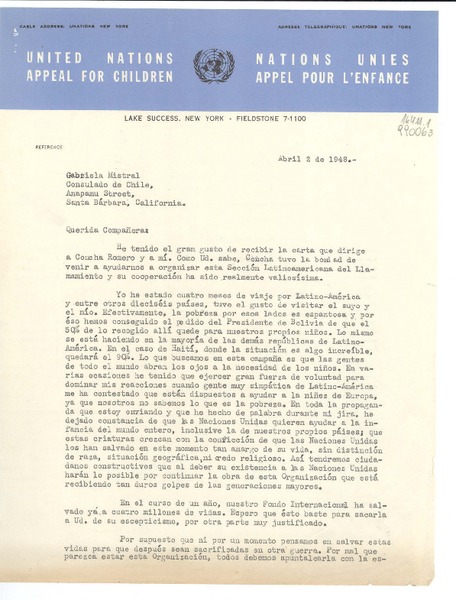 CABLE ADDRESS: UNATIONS NEW YORK
ADRESSE TELEGRAPHIQUE: UNATIONS NEW YORK
UNITED NATIONS
APPEAL FOR CHILDREN
NATIONS UNIES
APPEL POUR L'ENFANCE
LAKE SUCCESS, NEW YORK - FIELDSTONE 7-1100
990063
REFERENCE:
Abril 2 de 1948.-
Gabriela Mistral
Consulado de Chile,
Anapamu Street,
Santa Bárbara, California.
Querida Compañera:
He tenido el gran gusto de recibir la carta que dirige
a Concha Romero y a mí. Como Ud. sabe, Concha tuvo la bondad de
venir a ayudarnos a organizar esta Sección Latinoamericana del Lla-
mamiento y su cooperación ha sido realmente valiosísima.
Yo he estado cuatro meses de viaje por Latino-América
y entre otros dieciséis países, tuve el gusto de visitar el suyo y
el mío. Efectivamente, la pobreza por esos lados es espantosa y por
éso hemos conseguido el pedido del Presidente de Bolivia de que el
50% de lo recogido allí quede para nuestros propios niños. Lo mismo
se está haciendo en la mayoría de las demás repúblicas de Latino-
América. En el caso de Haití, donde la situación es algo increíble,
quedará el 90%. Lo que buscamos en esta campaña es que las gentes
de todo el mundo abran los ojos a la necesidad de los niños. En va-
rias ocasiones he tenido que ejercer gran fuerza de voluntad para
dominar mis reacciones cuando gente muy simpática de Latino-América
me ha contestado que están dispuestos a ayudar a la niñez de Europa,
ya que nosotros no sabemos lo que es la pobreza. En toda la propagan-
da que estoy enviando y que he hecho de palabra durante mi jira, he
dejado constancia de que las Naciones Unidas quieren ayudar a la in-
fancia del mundo entero, inclusive la de nuestros propios países; que
estas criaturas crezcan con la convicción de que las Naciones Unidas
los han salvado en este momento tan amargo de su vida, sin distinción
de raza, situación geográfica, ni credo religioso. Así tendremos ciuda-
danos constructivos que al deber su existencia a las Naciones Unidas
harán lo posible por continuar la obra de esta Organización que está
recibiendo tan duros golpes de las generaciones mayores.
En el curso de un año, nuestro Fondo Internacional ha sal-
vado ya a cuatro millones de vidas. Espero que ésto baste para sacarla
a Ud. de su escepticismo, por otra parte muy justificado.
Por supuesto que ni por un momento pensamos en salvar estas
vidas para que después sean sacrificadas en otra guerra. Por mal que
parezca estar esta Organización, todos debemos apuntalarla con la es-